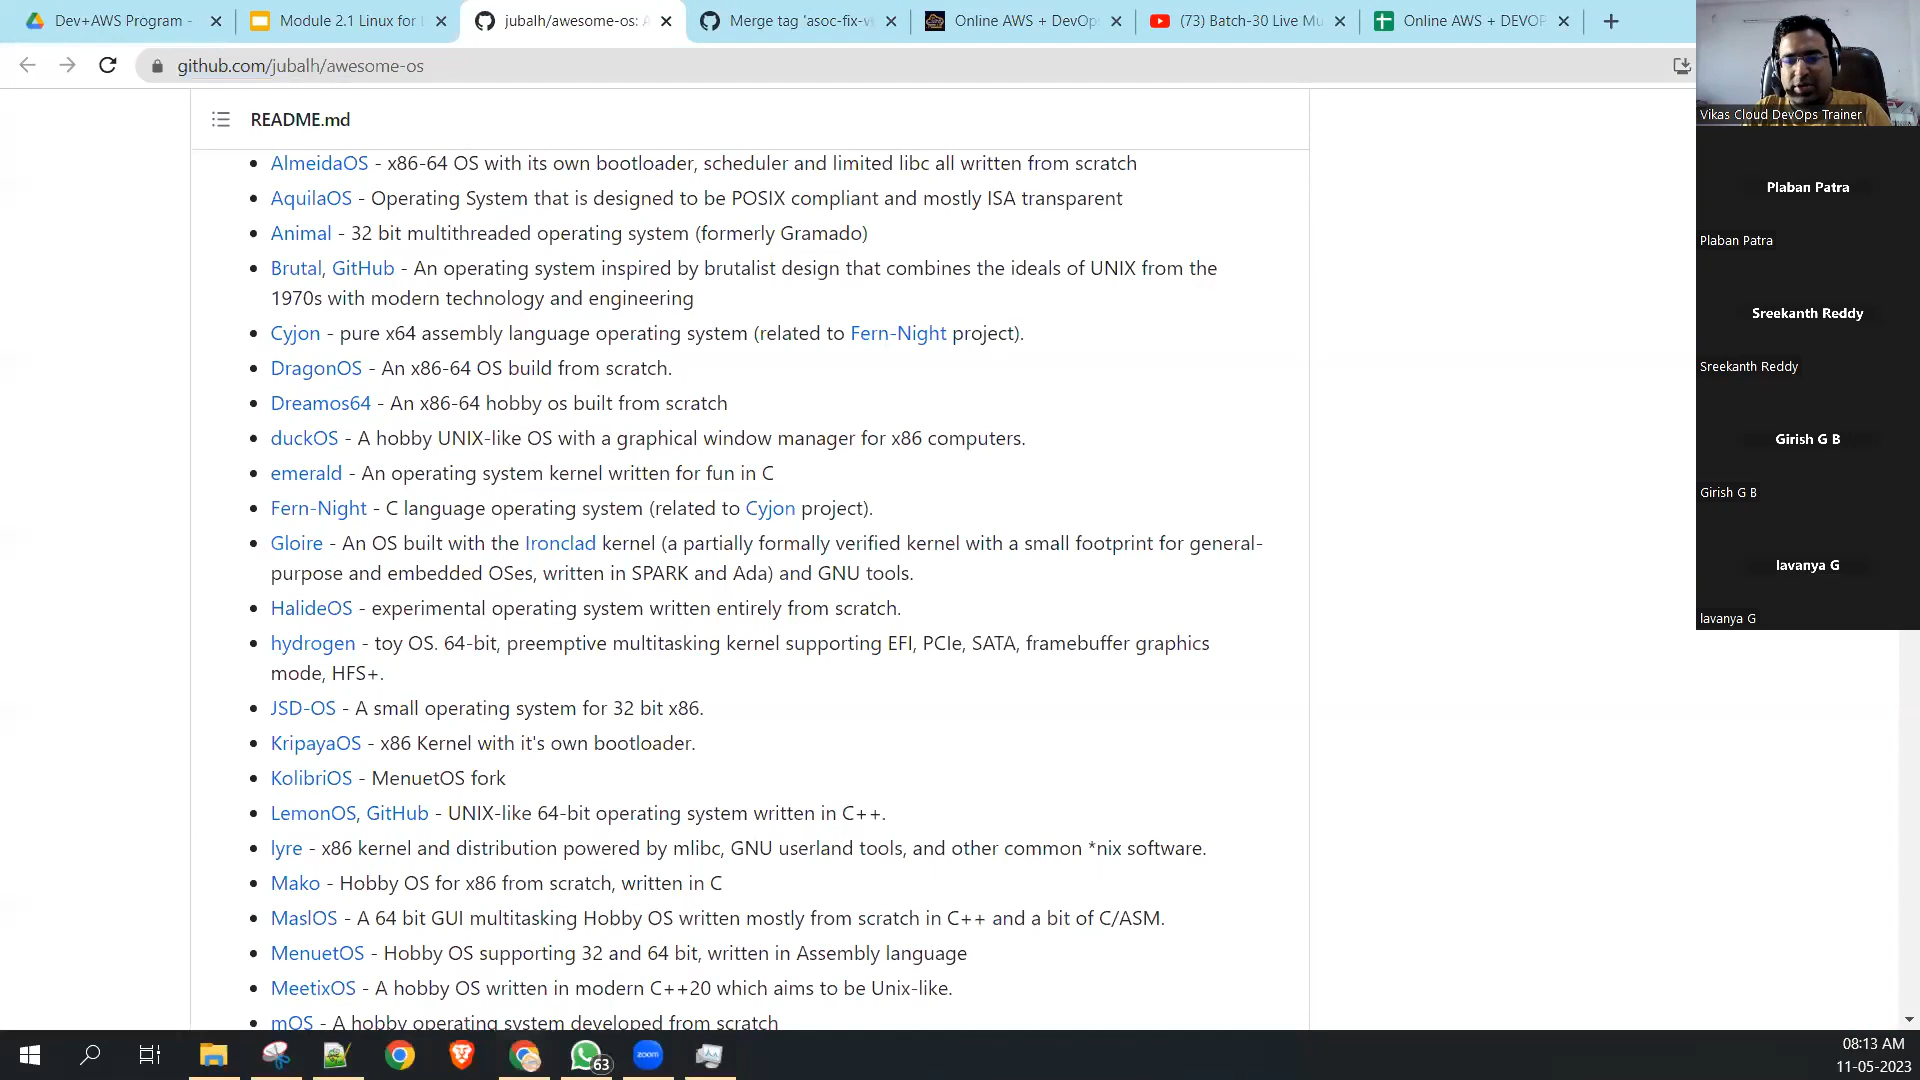 Dev+AWS Program -
Module 2.1 Linux for
jubalh/awesome-os: A
Merge tag 'asoc-fix-v
Online AWS + DevOp
(73) Batch-30 Live Mu
Online AWS + DEVOP
github.com/jubalh/awesome-os
README.md
AlmeidaOS - x86-64 OS with its own bootloader, scheduler and limited libc all written from scratch
AquilaOS - Operating System that is designed to be POSIX compliant and mostly ISA transparent
Animal - 32 bit multithreaded operating system (formerly Gramado)
Brutal, GitHub - An operating system inspired by brutalist design that combines the ideals of UNIX from the
1970s with modern technology and engineering
Cyjon - pure x64 assembly language operating system (related to Fern-Night project).
DragonOS - An x86-64 OS build from scratch.
Dreamos64 - An x86-64 hobby os built from scratch
duckOS - A hobby UNIX-like OS with a graphical window manager for x86 computers.
emerald - An operating system kernel written for fun in C
Fern-Night - C language operating system (related to Cyjon project).
Gloire - An OS built with the Ironclad kernel (a partially formally verified kernel with a small footprint for general-
purpose and embedded OSes, written in SPARK and Ada) and GNU tools.
HalideOS - experimental operating system written entirely from scratch.
hydrogen - toy OS. 64-bit, preemptive multitasking kernel supporting EFI, PCIe, SATA, framebuffer graphics
mode, HFS+.
JSD-OS - A small operating system for 32 bit x86.
KripayaOS - x86 Kernel with it's own bootloader.
KolibriOS - MenuetOS fork
LemonOS, GitHub - UNIX-like 64-bit operating system written in C++.
lyre - x86 kernel and distribution powered by mlibc, GNU userland tools, and other common *nix software.
Mako - Hobby OS for x86 from scratch, written in C
MaslOS - A 64 bit GUI multitasking Hobby OS written mostly from scratch in C++ and a bit of C/ASM.
MenuetOS - Hobby OS supporting 32 and 64 bit, written in Assembly language
MeetixOS - A hobby OS written in modern C++20 which aims to be Unix-like.
mOS - A hobby operating system developed from scratch
Vikas Cloud DevOps Trainer
Plaban Patra
Plaban Patra
Sreekanth Reddy
Sreekanth Reddy
Girish G B
Girish G B
lavanya G
lavanya G
63
zoom
08:13 AM
11-05-2023